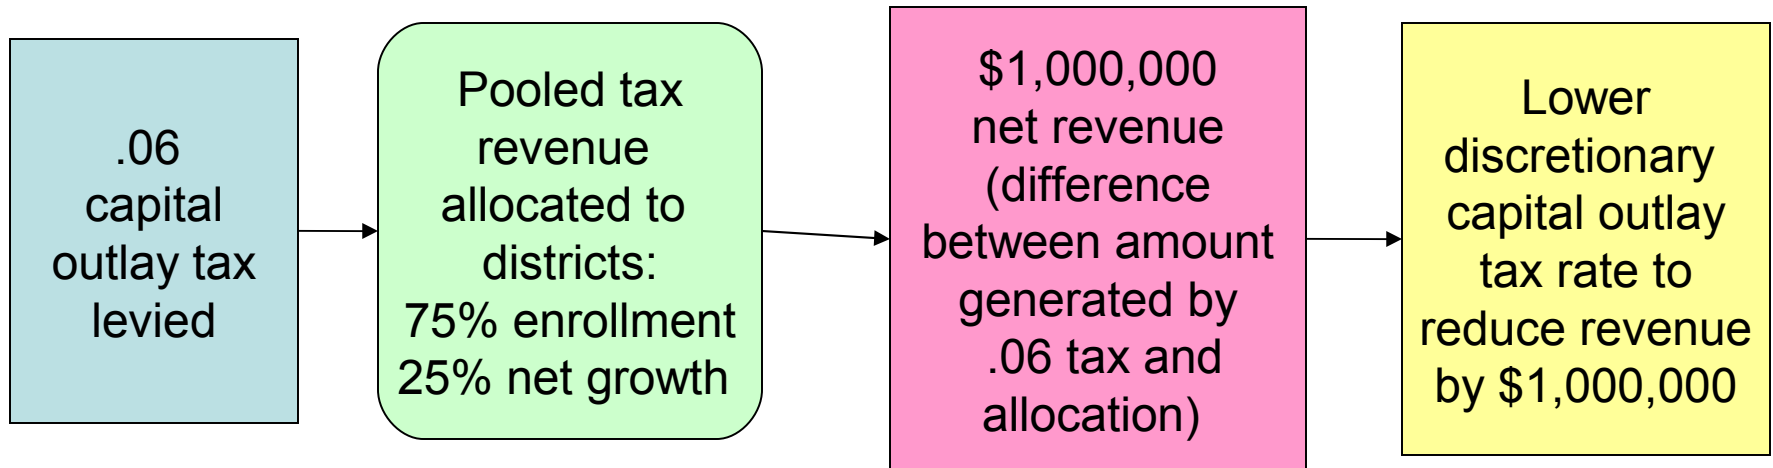 .06
capital
outlay tax
levied
Pooled tax
revenue
allocated to
districts:
75% enrollment
25% net growth
$1,000,000
net revenue
(difference
between amount
generated by
.06 tax and
allocation)
Lower
discretionary
capital outlay
tax rate to
reduce revenue
by $1,000,000